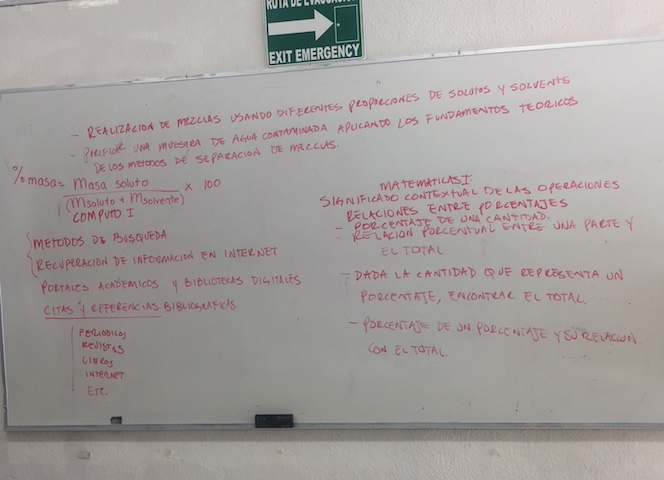 RUTA DE EVACUACION
EXIT EMERGENCY
- REALIZACION DE MEZCLAS USANDO DIFERENTES PROPORCIONES DE SOLUTOS Y SOLVENTE
- PURIFICAR UNA MUESTRA DE AGUA CONTAMINADA APLICANDO LOS FUNDAMENTOS TEORICOS
DE LOS METODOS DE SEPARACION DE MEZCLAS.
% masa = Masa soluto / (Msoluto + Msolvente) x 100
COMPUTO I
METODOS DE BUSQUEDA
RECUPERACION DE INFORMACION EN INTERNET
PORTALES ACADÉMICOS Y BIBLIOTECAS DIGITALES
CITAS Y REFERENCIAS BIBLIOGRAFICAS
PERIODICOS
REVISTAS
LIBROS
INTERNET
ETC.
MATEMATICAS I.
SIGNIFICADO CONTEXTUAL DE LAS OPERACIONES
RELACIONES ENTRE PORCENTAJES
- PORCENTAJE DE UNA CANTIDAD.
- RELACION PORCENTUAL ENTRE UNA PARTE Y
EL TOTAL
- DADA LA CANTIDAD QUE REPRESENTA UN
PORCENTAJE, ENCONTRAR EL TOTAL.
- PORCENTAJE DE UN PORCENTAJE Y SU RELACION
CON EL TOTAL.